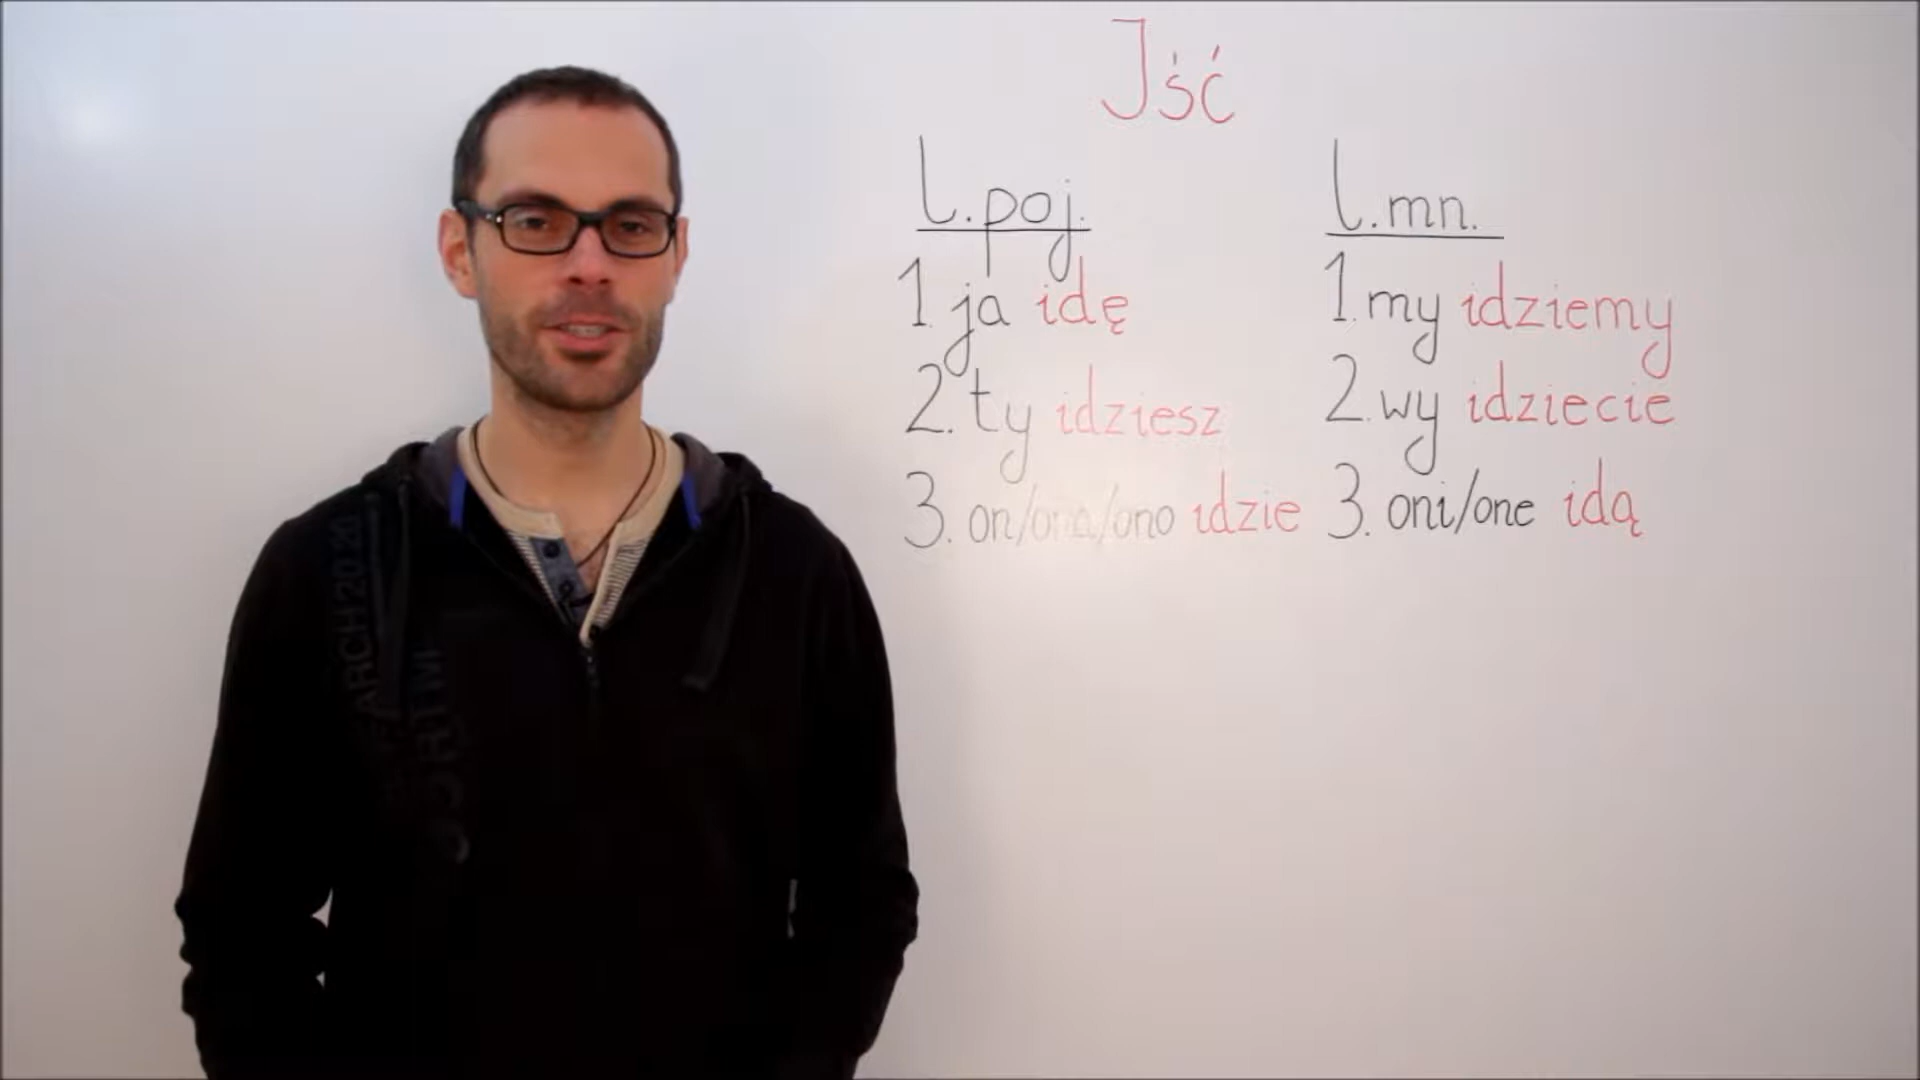 Iść
l.poj.
1. ja idę
2. ty idziesz
3. on/ona/ono idzie
l.mn.
1. my idziemy
2. wy idziecie
3. oni/one idą
ARCH2020